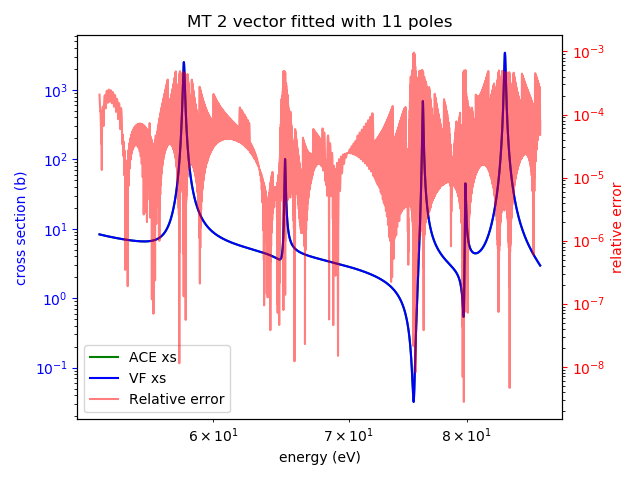 MT 2 vector fitted with 11 poles
10³
10²
10¹
10⁰
10⁻¹
cross section (b)
10⁻³
10⁻⁴
10⁻⁵
10⁻⁶
10⁻⁷
10⁻⁸
relative error
ACE xs
VF xs
Relative error
6 × 10¹
7 × 10¹
8 × 10¹
energy (eV)